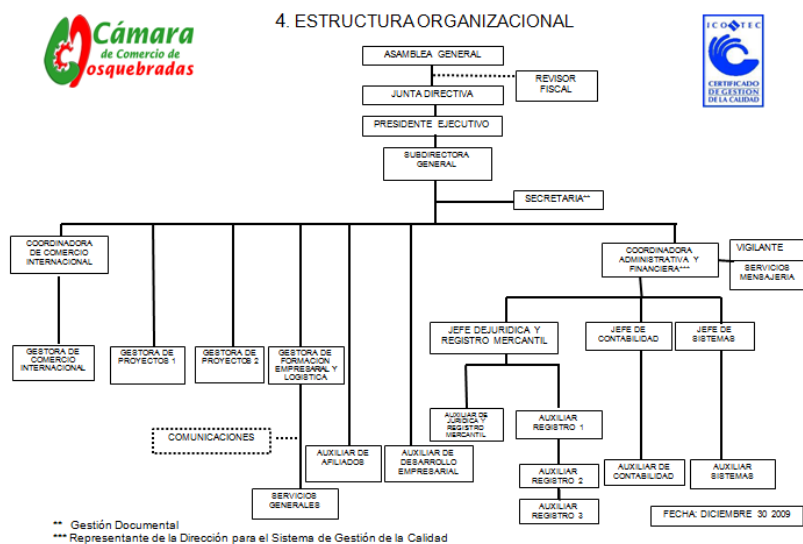 4. ESTRUCTURA ORGANIZACIONAL
Cámara
de Comercio de
osquebradas
ICONTEC
CERTIFICADO
DE GESTIÓN
DE LA CALIDAD
ASAMBLEA GENERAL
REVISOR
FISCAL
JUNTA DIRECTIVA
PRESIDENTE EJECUTIVO
SUBDIRECTORA
GENERAL
SECRETARIA**
COORDINADORA
DE COMERCIO
INTERNACIONAL
COORDINADORA
ADMINISTRATIVA Y
FINANCIERA***
VIGILANTE
SERVICIOS
MENSAJERIA
GESTORA DE
COMERCIO
INTERNACIONAL
GESTORA DE
PROYECTOS 1
GESTORA DE
PROYECTOS 2
GESTORA DE
FORMACION
EMPRESARIAL Y
LOGISTICA
JEFE DEJURIDICA Y
REGISTRO MERCANTIL
JEFE DE
CONTABILIDAD
JEFE DE
SISTEMAS
COMUNICACIONES
AUXILIAR DE
JURIDICA Y
REGISTRO
MERCANTIL
AUXILIAR
REGISTRO 1
AUXILIAR DE
AFILIADOS
AUXILIAR DE
DESARROLLO
EMPRESARIAL
AUXILIAR
REGISTRO 2
AUXILIAR DE
CONTABILIDAD
AUXILIAR
SISTEMAS
SERVICIOS
GENERALES
AUXILIAR
REGISTRO 3
FECHA: DICIEMBRE 30 2009
** Gestión Documental
*** Representante de la Dirección para el Sistema de Gestión de la Calidad